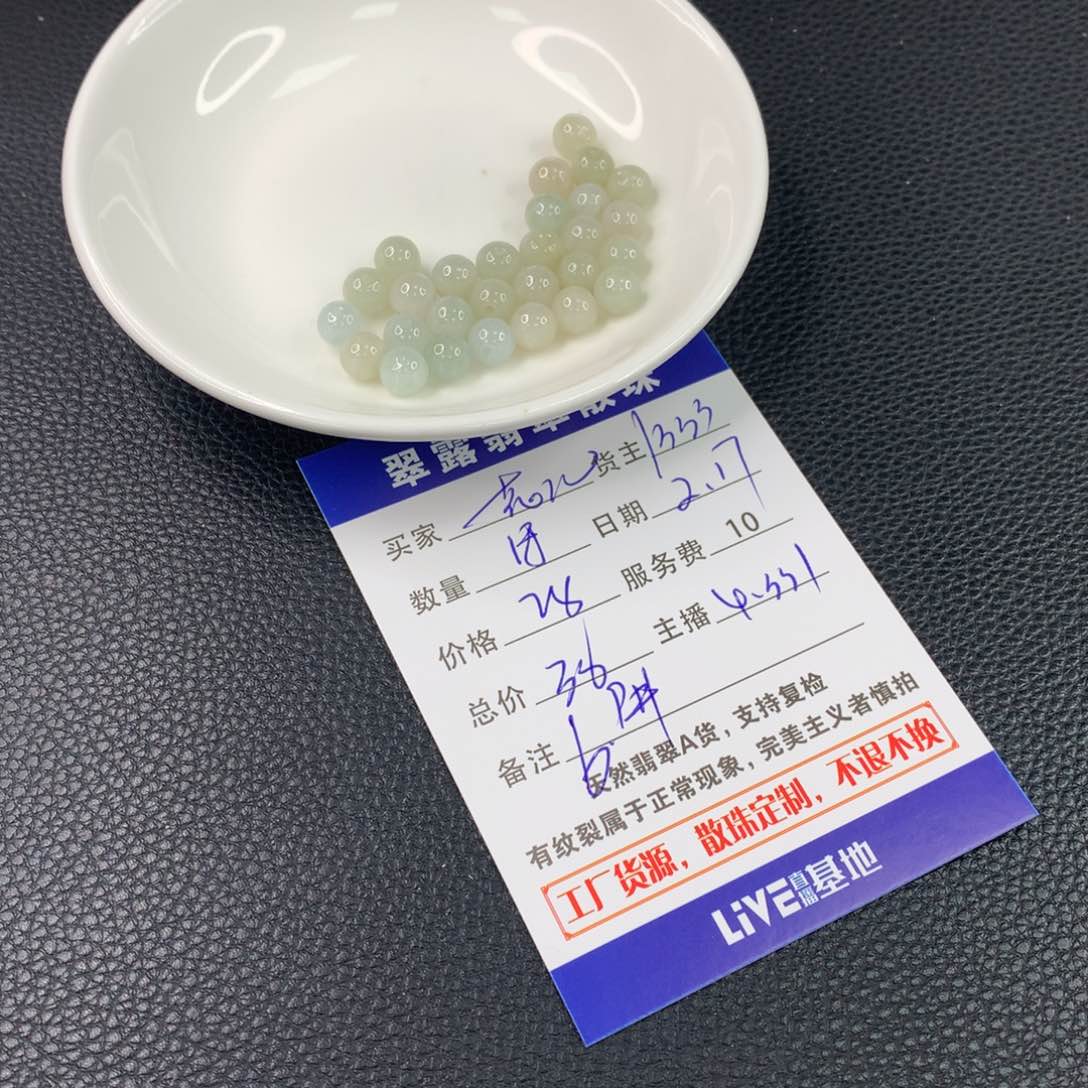 翠露翡翠散珠
买家 货主 1353
数量 日期 2.17
价格 28 服务费 10
总价 38 主播
备注
天然翡翠A货，支持复检
有纹裂属于正常现象，完美主义者慎拍
工厂货源，散珠定制，不退不换
LiVE直播基地